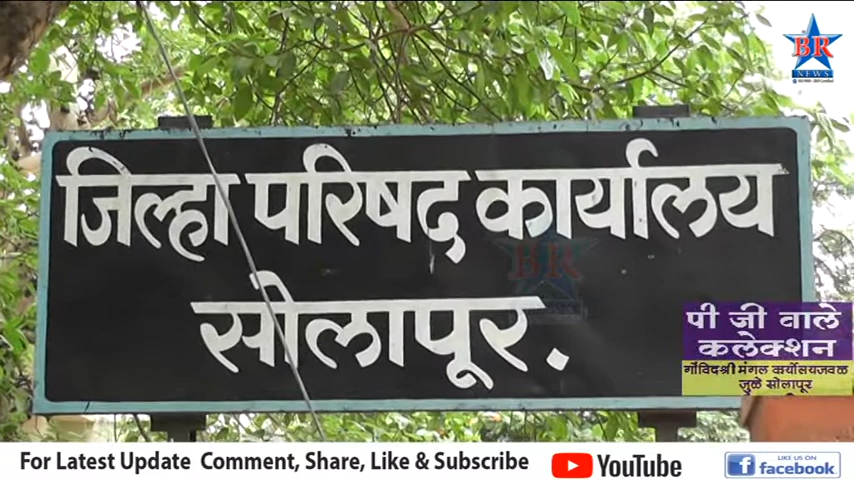 BR
NEWS
जिल्हा परिषद कार्यालय
सोलापूर.
पी जी वाले
कलेक्शन
गोविदश्री मंगल कार्यालयजवळ
जुळे सोलापूर
For Latest Update Comment, Share, Like & Subscribe
YouTube
LIKE US ON
facebook